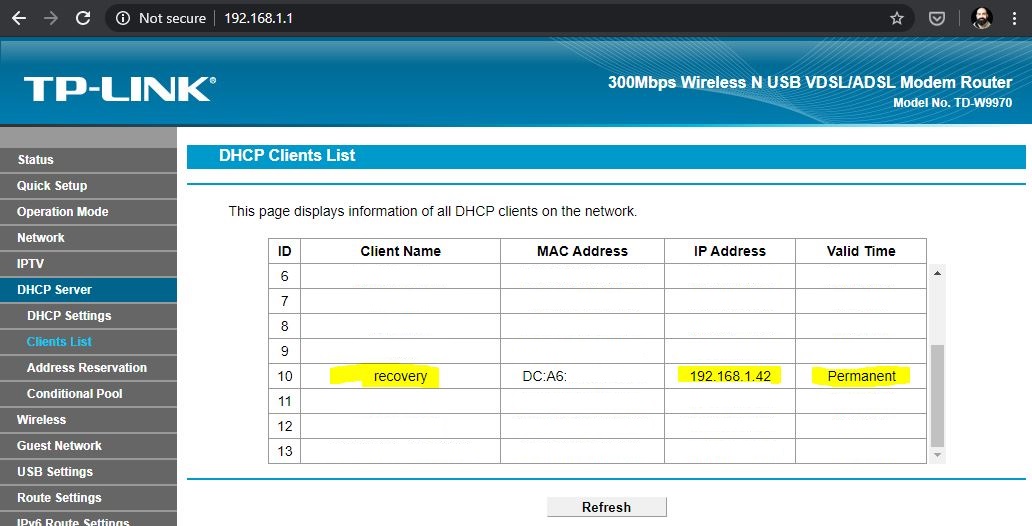 Not secure | 192.168.1.1
TP-LINK®
300Mbps Wireless N USB VDSL/ADSL Modem Router
Model No. TD-W9970
Status
Quick Setup
Operation Mode
Network
IPTV
DHCP Server
DHCP Settings
Clients List
Address Reservation
Conditional Pool
Wireless
Guest Network
USB Settings
Route Settings
IPv6 Route Settings
DHCP Clients List
This page displays information of all DHCP clients on the network.
ID Client Name MAC Address IP Address Valid Time
6
7
8
9
10 recovery DC:A6: 192.168.1.42 Permanent
11
12
13
Refresh